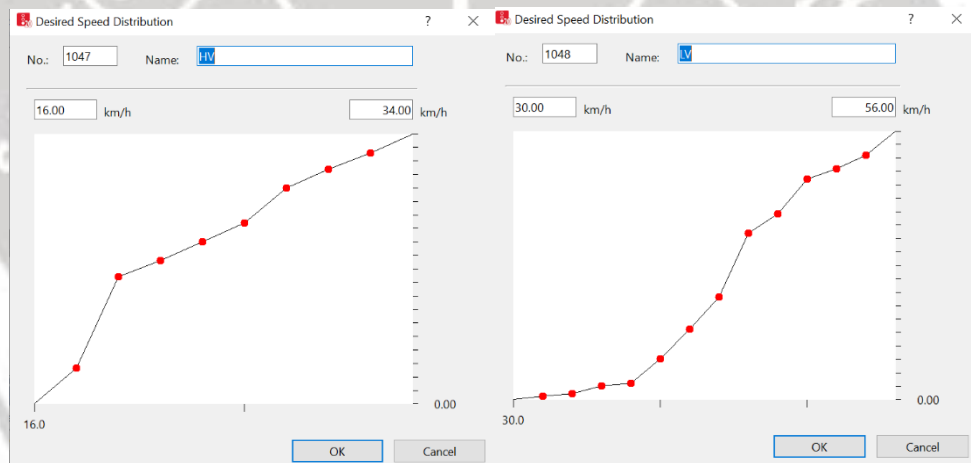 Desired Speed Distribution ? ×
No.: 1047 Name: HV
16.00 km/h 34.00 km/h
0.00
16.0
OK Cancel
Desired Speed Distribution ? ×
No.: 1048 Name: LV
30.00 km/h 56.00 km/h
0.00
30.0
OK Cancel